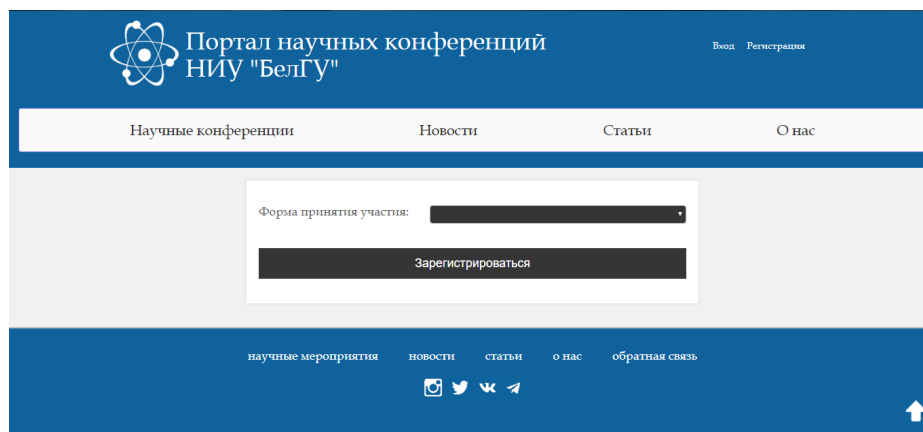 Портал научных конференций
НИУ "БелГУ"
Вход Регистрация
Научные конференции Новости Статьи О нас
Форма принятия участия:
Зарегистрироваться
научные мероприятия новости статьи о нас обратная связь